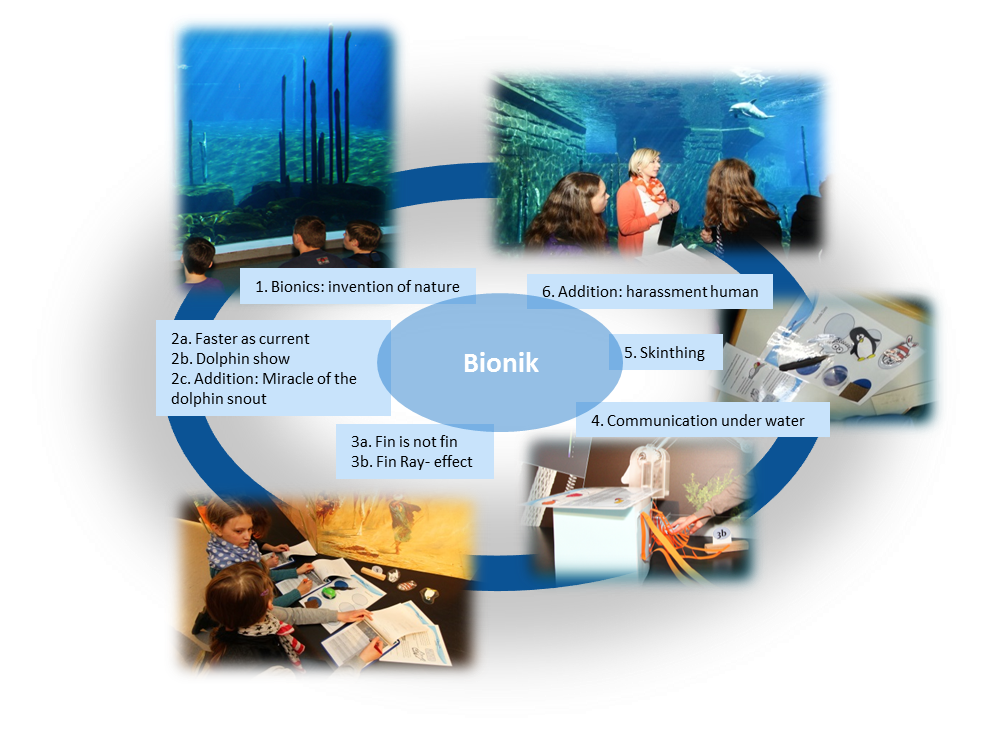 1. Bionics: invention of nature
6. Addition: harassment human
2a. Faster as current
2b. Dolphin show
2c. Addition: Miracle of the
dolphin snout
Bionik
5. Skinthing
4. Communication under water
3a. Fin is not fin
3b. Fin Ray- effect
3b